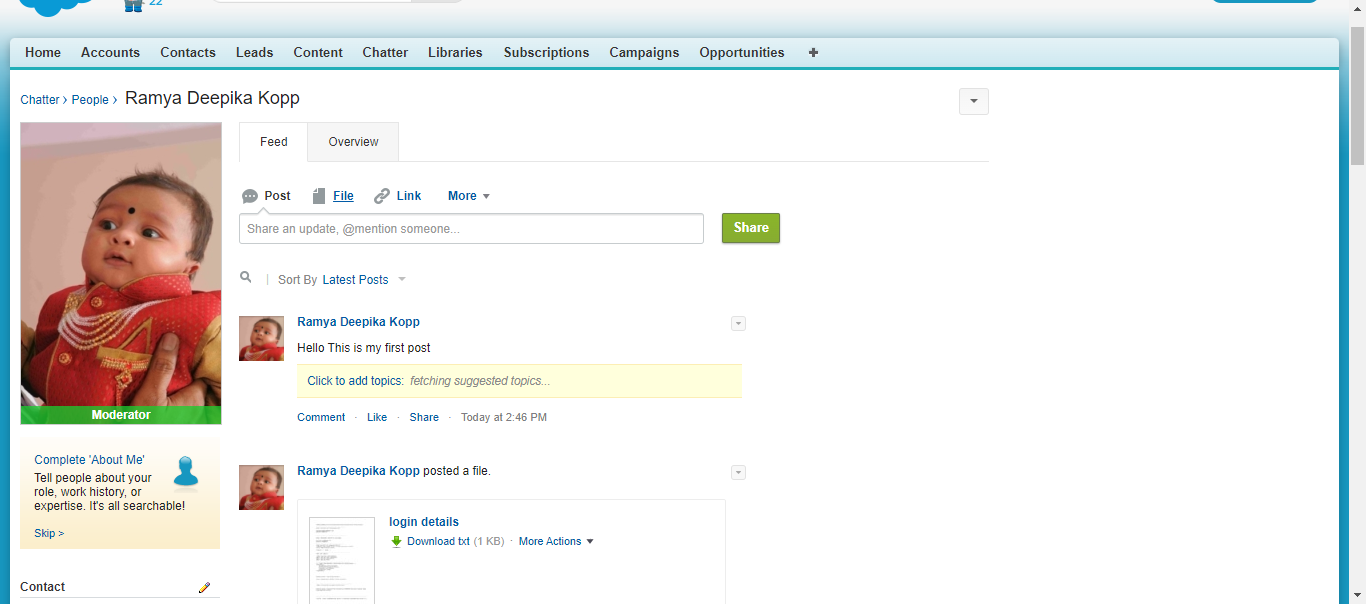 22
Home Accounts Contacts Leads Content Chatter Libraries Subscriptions Campaigns Opportunities +
Chatter › People › Ramya Deepika Kopp
Feed Overview
Post File Link More
Share an update, @mention someone... Share
Sort By Latest Posts
Ramya Deepika Kopp
Hello This is my first post
Click to add topics: fetching suggested topics...
Comment · Like · Share · Today at 2:46 PM
Moderator
Complete 'About Me'
Tell people about your
role, work history, or
expertise. It's all searchable!
Skip >
Contact
Ramya Deepika Kopp posted a file.
login details
Download txt (1 KB) · More Actions